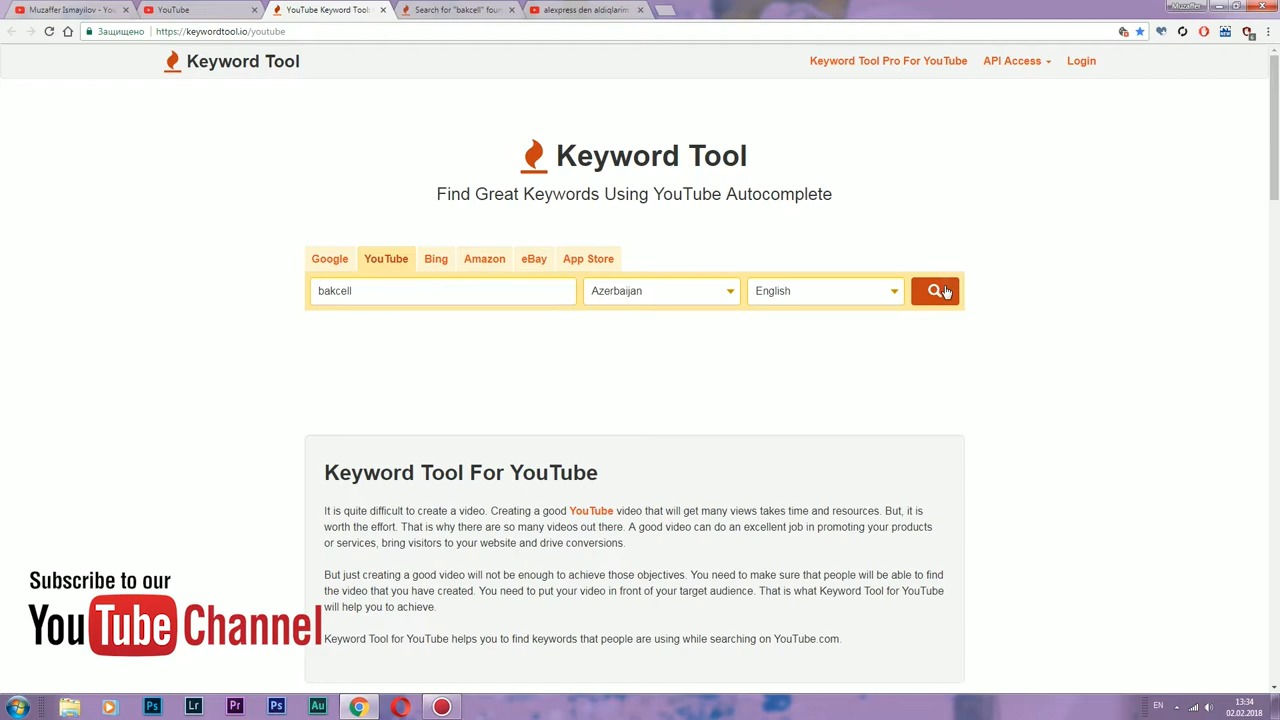 Muzaffer Ismayilov - You
YouTube
YouTube Keyword Tool:
Search for "bakcell" foun
alexpress den aldiqlarim
Muzaffer
Защищено
https://keywordtool.io/youtube
Keyword Tool
Keyword Tool Pro For YouTube
API Access
Login
Keyword Tool
Find Great Keywords Using YouTube Autocomplete
Google
YouTube
Bing
Amazon
eBay
App Store
bakcell
Azerbaijan
English
Keyword Tool For YouTube
It is quite difficult to create a video. Creating a good YouTube video that will get many views takes time and resources. But, it is
worth the effort. That is why there are so many videos out there. A good video can do an excellent job in promoting your products
or services, bring visitors to your website and drive conversions.
But just creating a good video will not be enough to achieve those objectives. You need to make sure that people will be able to find
the video that you have created. You need to put your video in front of your target audience. That is what Keyword Tool for YouTube
will help you to achieve.
Keyword Tool for YouTube helps you to find keywords that people are using while searching on YouTube.com.
Subscribe to our
YouTube Channel
Ps
Lr
Pr
Ps
Au
EN
13:34
02.02.2018